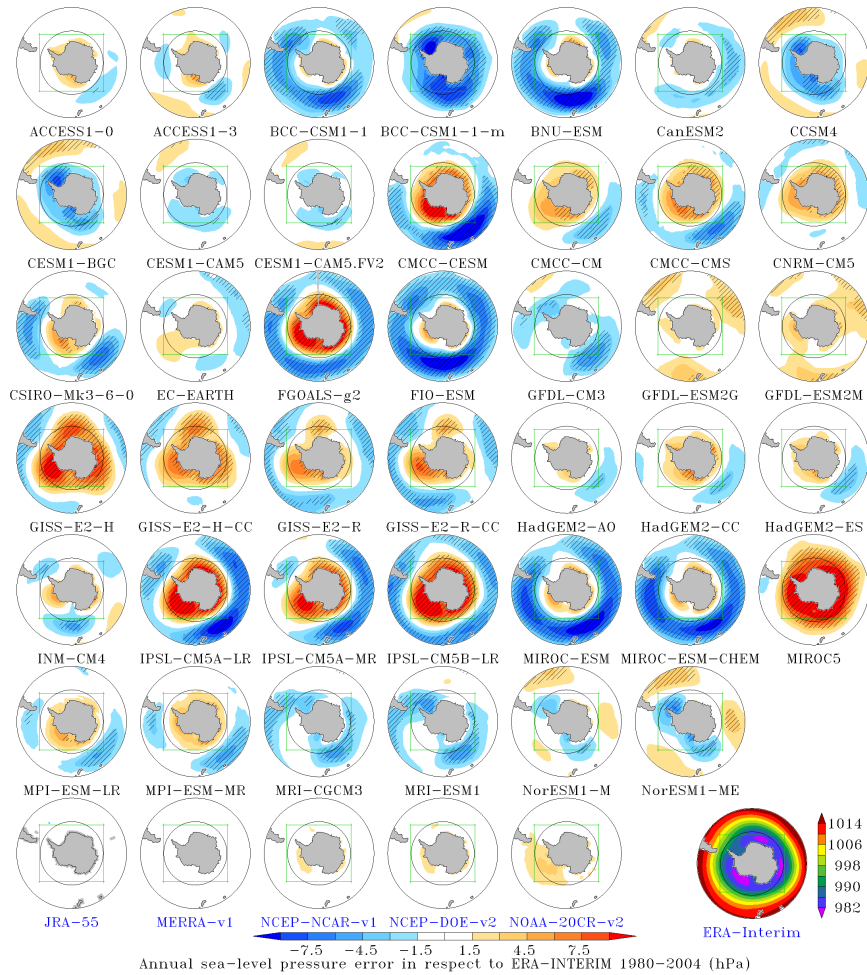 ACCESS1-0 ACCESS1-3 BCC-CSM1-1 BCC-CSM1-1-m BNU-ESM CanESM2 CCSM4
CESM1-BGC CESM1-CAM5 CESM1-CAM5.FV2 CMCC-CESM CMCC-CM CMCC-CMS CNRM-CM5
CSIRO-Mk3-6-0 EC-EARTH FGOALS-g2 FIO-ESM GFDL-CM3 GFDL-ESM2G GFDL-ESM2M
GISS-E2-H GISS-E2-H-CC GISS-E2-R GISS-E2-R-CC HadGEM2-AO HadGEM2-CC HadGEM2-ES
INM-CM4 IPSL-CM5A-LR IPSL-CM5A-MR IPSL-CM5B-LR MIROC-ESM MIROC-ESM-CHEM MIROC5
MPI-ESM-LR MPI-ESM-MR MRI-CGCM3 MRI-ESM1 NorESM1-M NorESM1-ME
1014
1006
998
990
982
JRA-55 MERRA-v1 NCEP-NCAR-v1 NCEP-DOE-v2 NOAA-20CR-v2 ERA-Interim
-7.5 -4.5 -1.5 1.5 4.5 7.5
Annual sea-level pressure error in respect to ERA-INTERIM 1980-2004 (hPa)